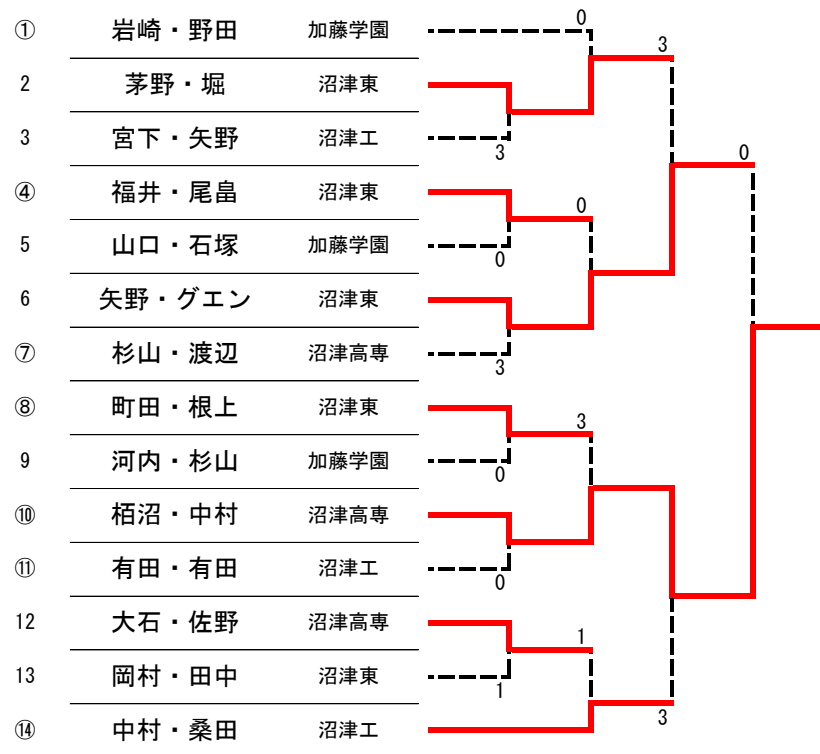 ① 岩崎・野田 加藤学園 0
3
2 茅野・堀 沼津東
3 宮下・矢野 沼津工
3
0
④ 福井・尾畠 沼津東 0
5 山口・石塚 加藤学園
0
6 矢野・グエン 沼津東
⑦ 杉山・渡辺 沼津高専
3
⑧ 町田・根上 沼津東
3
9 河内・杉山 加藤学園
0
⑩ 栢沼・中村 沼津高専
⑪ 有田・有田 沼津工
0
12 大石・佐野 沼津高専
1
13 岡村・田中 沼津東
1
3
⑭ 中村・桑田 沼津工